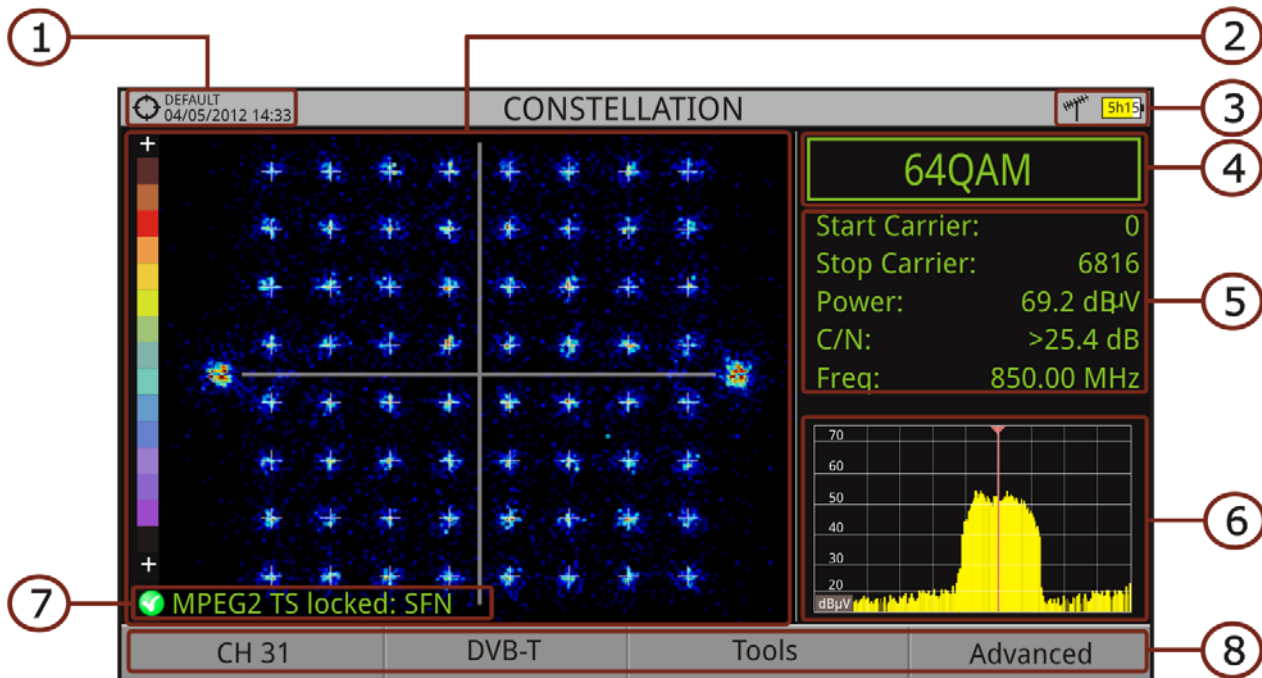 1
2
3
4
5
6
7
8
DEFAULT
04/05/2012 14:33
CONSTELLATION
5h15
+
+
64QAM
Start Carrier: 0
Stop Carrier: 6816
Power: 69.2 dBµV
C/N: >25.4 dB
Freq: 850.00 MHz
70
60
50
40
30
20
dBµV
MPEG2 TS locked: SFN
CH 31 DVB-T Tools Advanced